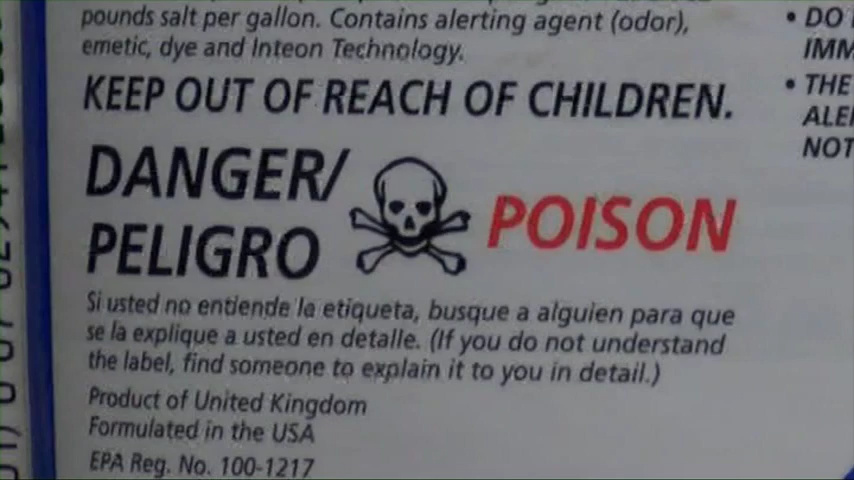 pounds salt per gallon. Contains alerting agent (odor),
emetic, dye and Inteon Technology.
KEEP OUT OF REACH OF CHILDREN.
DANGER/
PELIGRO
POISON
Si usted no entiende la etiqueta, busque a alguien para que
se la explique a usted en detalle. (If you do not understand
the label, find someone to explain it to you in detail.)
Product of United Kingdom
Formulated in the USA
EPA Reg. No. 100-1217
• DO
• THE
NOT